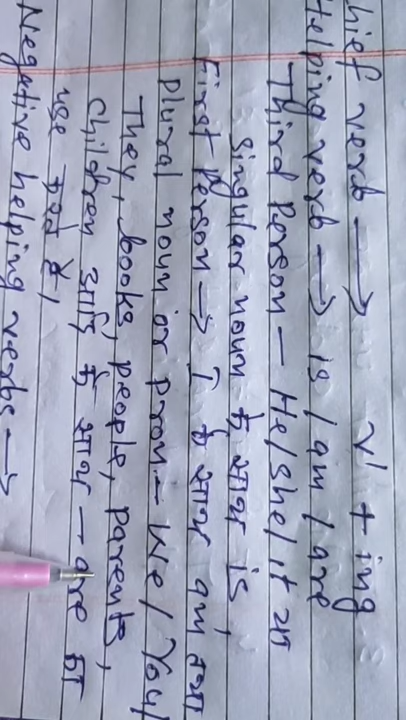 hief verb → v' + ing
Helping verb → is / am / are
Third Person — He/she/it या
singular noun के साथ is,
First person → I के साथ am तथा
plural noun or pron — We / You/
They, books, people, parents,
children आदि के साथ — are का
use करते हैं,
Negative helping verbs →